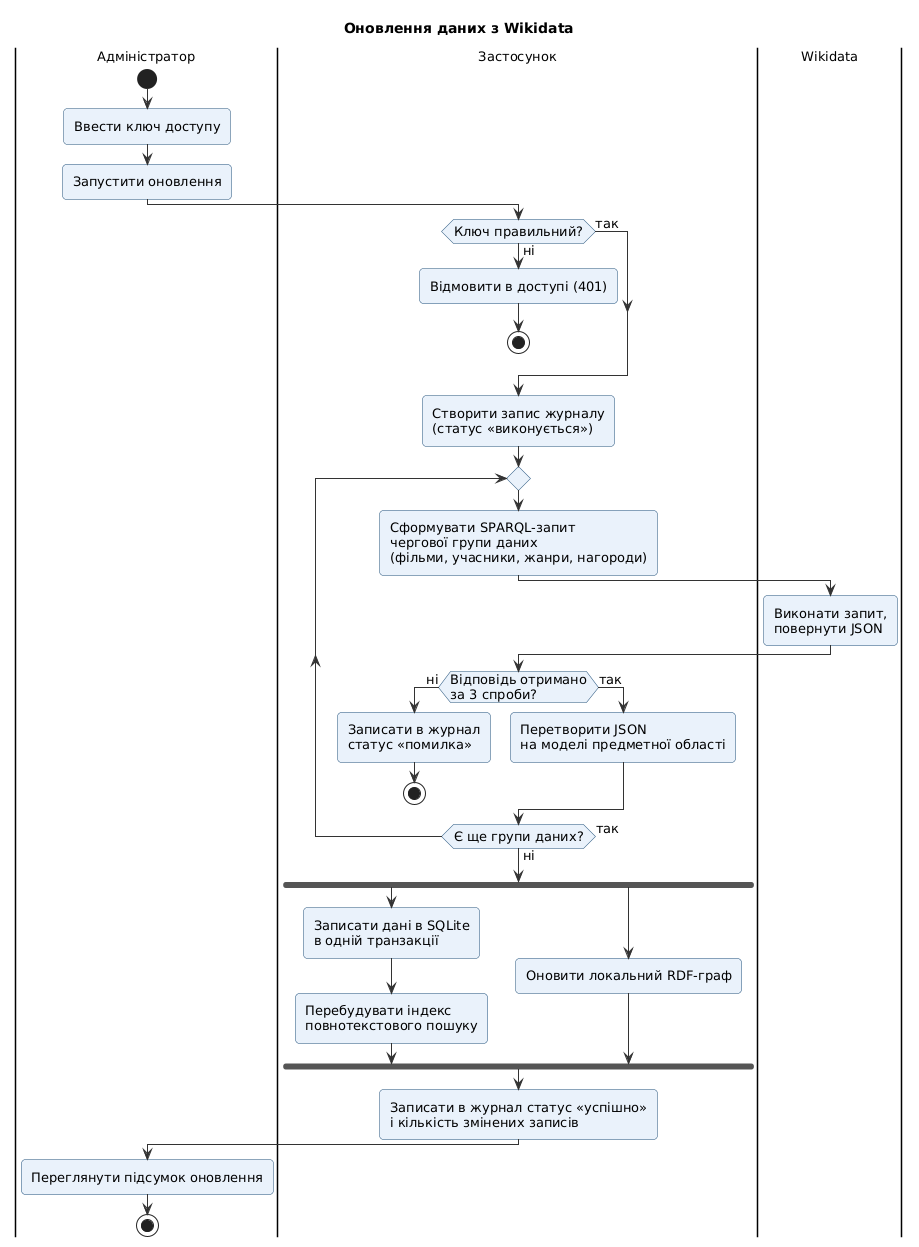 Оновлення даних з Wikidata
Адміністратор
Застосунок
Wikidata
Ввести ключ доступу
Запустити оновлення
Ключ правильний?
так
ні
Відмовити в доступі (401)
Створити запис журналу
(статус «виконується»)
Сформувати SPARQL-запит
чергової групи даних
(фільми, учасники, жанри, нагороди)
Виконати запит,
повернути JSON
ні
Відповідь отримано
за 3 спроби?
так
Записати в журнал
статус «помилка»
Перетворити JSON
на моделі предметної області
Є ще групи даних?
так
ні
Записати дані в SQLite
в одній транзакції
Оновити локальний RDF-граф
Перебудувати індекс
повнотекстового пошуку
Записати в журнал статус «успішно»
і кількість змінених записів
Переглянути підсумок оновлення